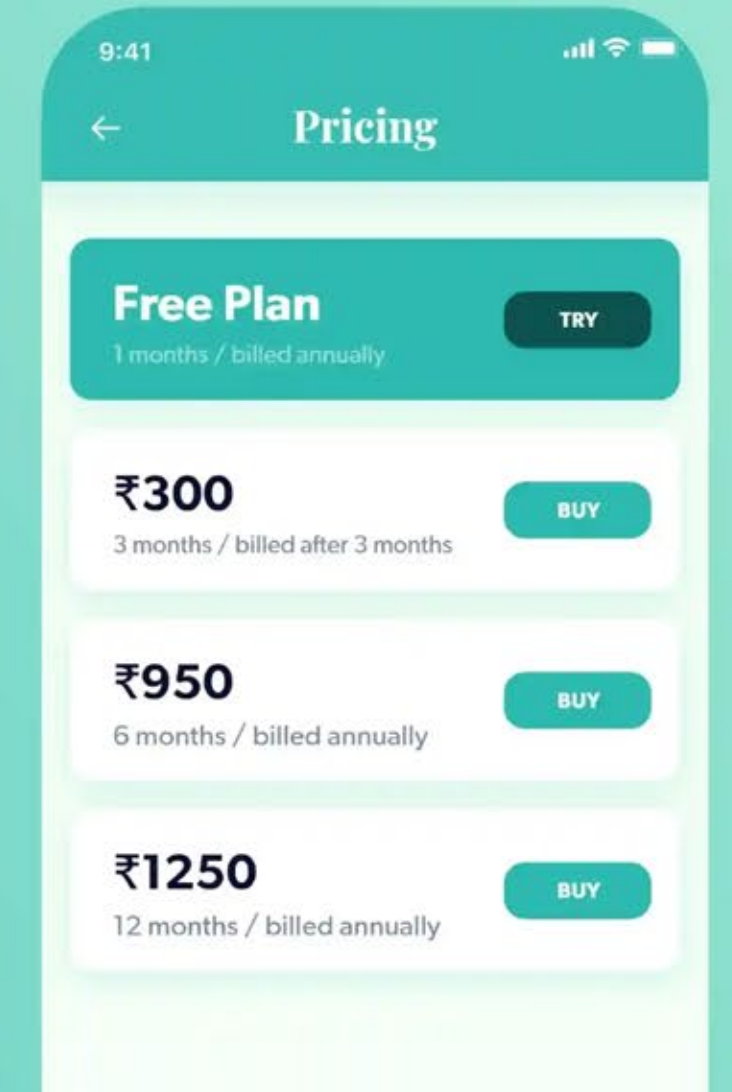 9:41
Pricing
Free Plan
1 months / billed annually
TRY
₹300
3 months / billed after 3 months
BUY
₹950
6 months / billed annually
BUY
₹1250
12 months / billed annually
BUY